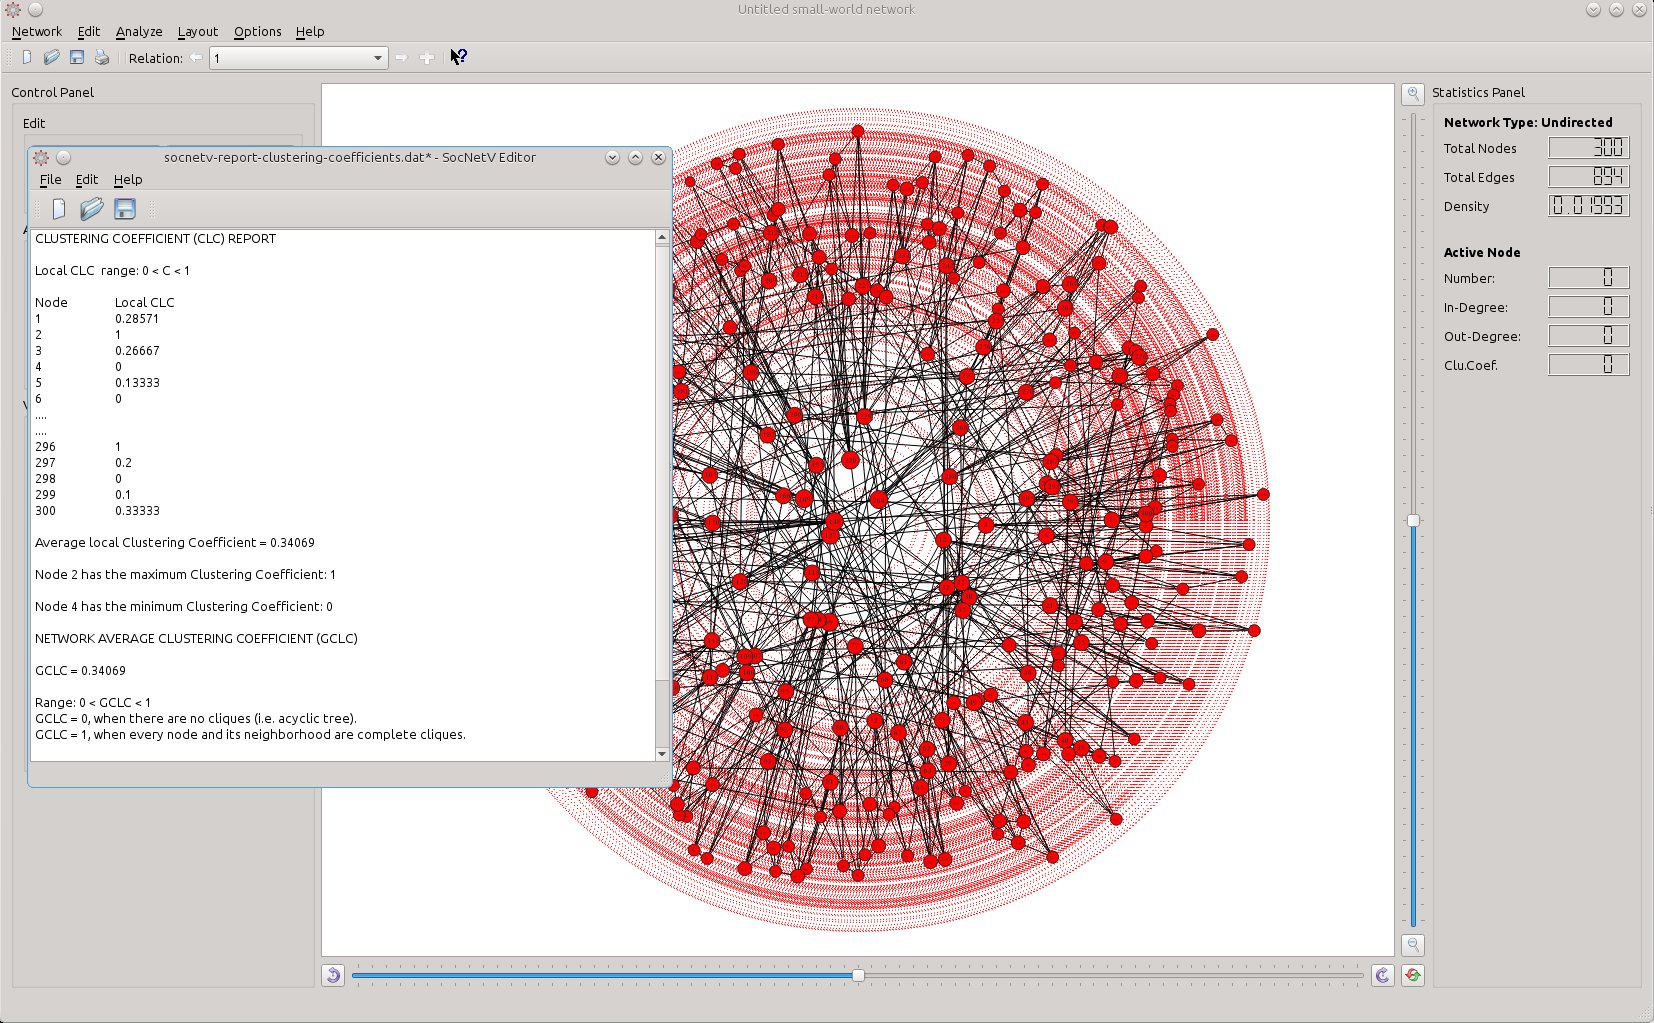 Untitled small-world network
Network Edit Analyze Layout Options Help
Relation: 1
Control Panel
Edit
socnetv-report-clustering-coefficients.dat* - SocNetV Editor
File Edit Help
CLUSTERING COEFFICIENT (CLC) REPORT
Local CLC  range: 0 < C < 1
Node Local CLC
1 0.28571
2 1
3 0.26667
4 0
5 0.13333
6 0
....
....
296 1
297 0.2
298 0
299 0.1
300 0.33333
Average local Clustering Coefficient = 0.34069
Node 2 has the maximum Clustering Coefficient: 1
Node 4 has the minimum Clustering Coefficient: 0
NETWORK AVERAGE CLUSTERING COEFFICIENT (GCLC)
GCLC = 0.34069
Range: 0 < GCLC < 1
GCLC = 0, when there are no cliques (i.e. acyclic tree).
GCLC = 1, when every node and its neighborhood are complete cliques.
Statistics Panel
Network Type: Undirected
Total Nodes 300
Total Edges 894
Density 0.01993
Active Node
Number: 0
In-Degree: 0
Out-Degree: 0
Clu.Coef. 0